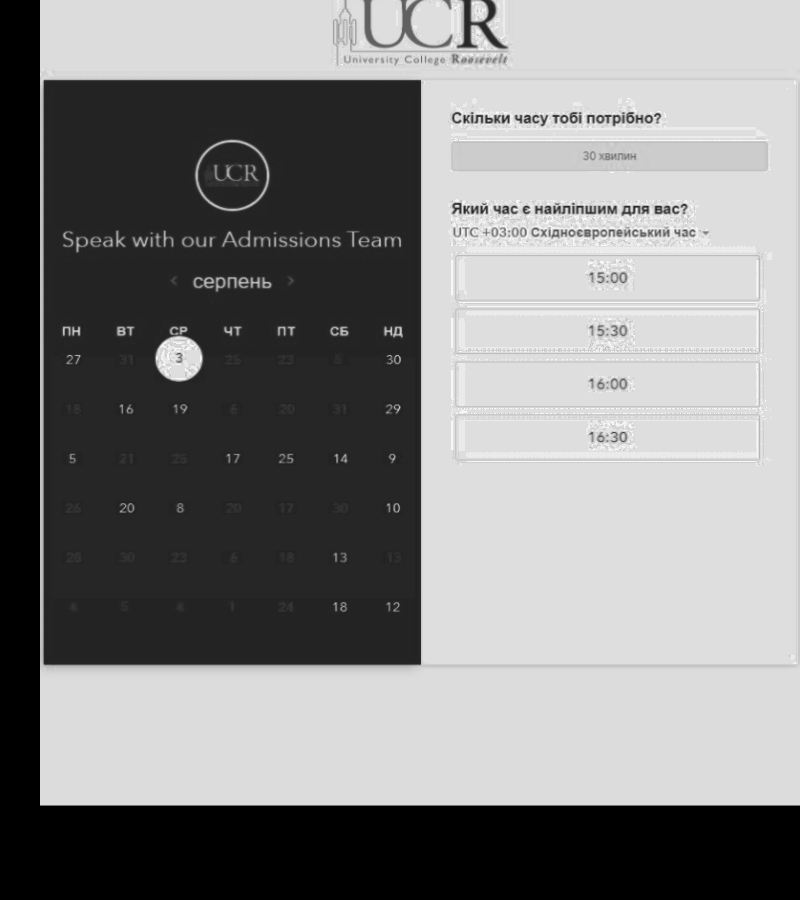 UCR
University College Roosevelt
UCR
Speak with our Admissions Team
серпень
ПН ВТ СР ЧТ ПТ СБ НД
27 31 3 25 23 5 30
18 16 19 6 20 31 29
5 21 25 17 25 14 9
26 20 8 20 17 30 10
25 30 23 6 18 13 13
4 5 4 1 24 18 12
Скільки часу тобі потрібно?
30 хвилин
Який час є найліпшим для вас?
UTC +03:00 Східноєвропейський час
15:00
15:30
16:00
16:30